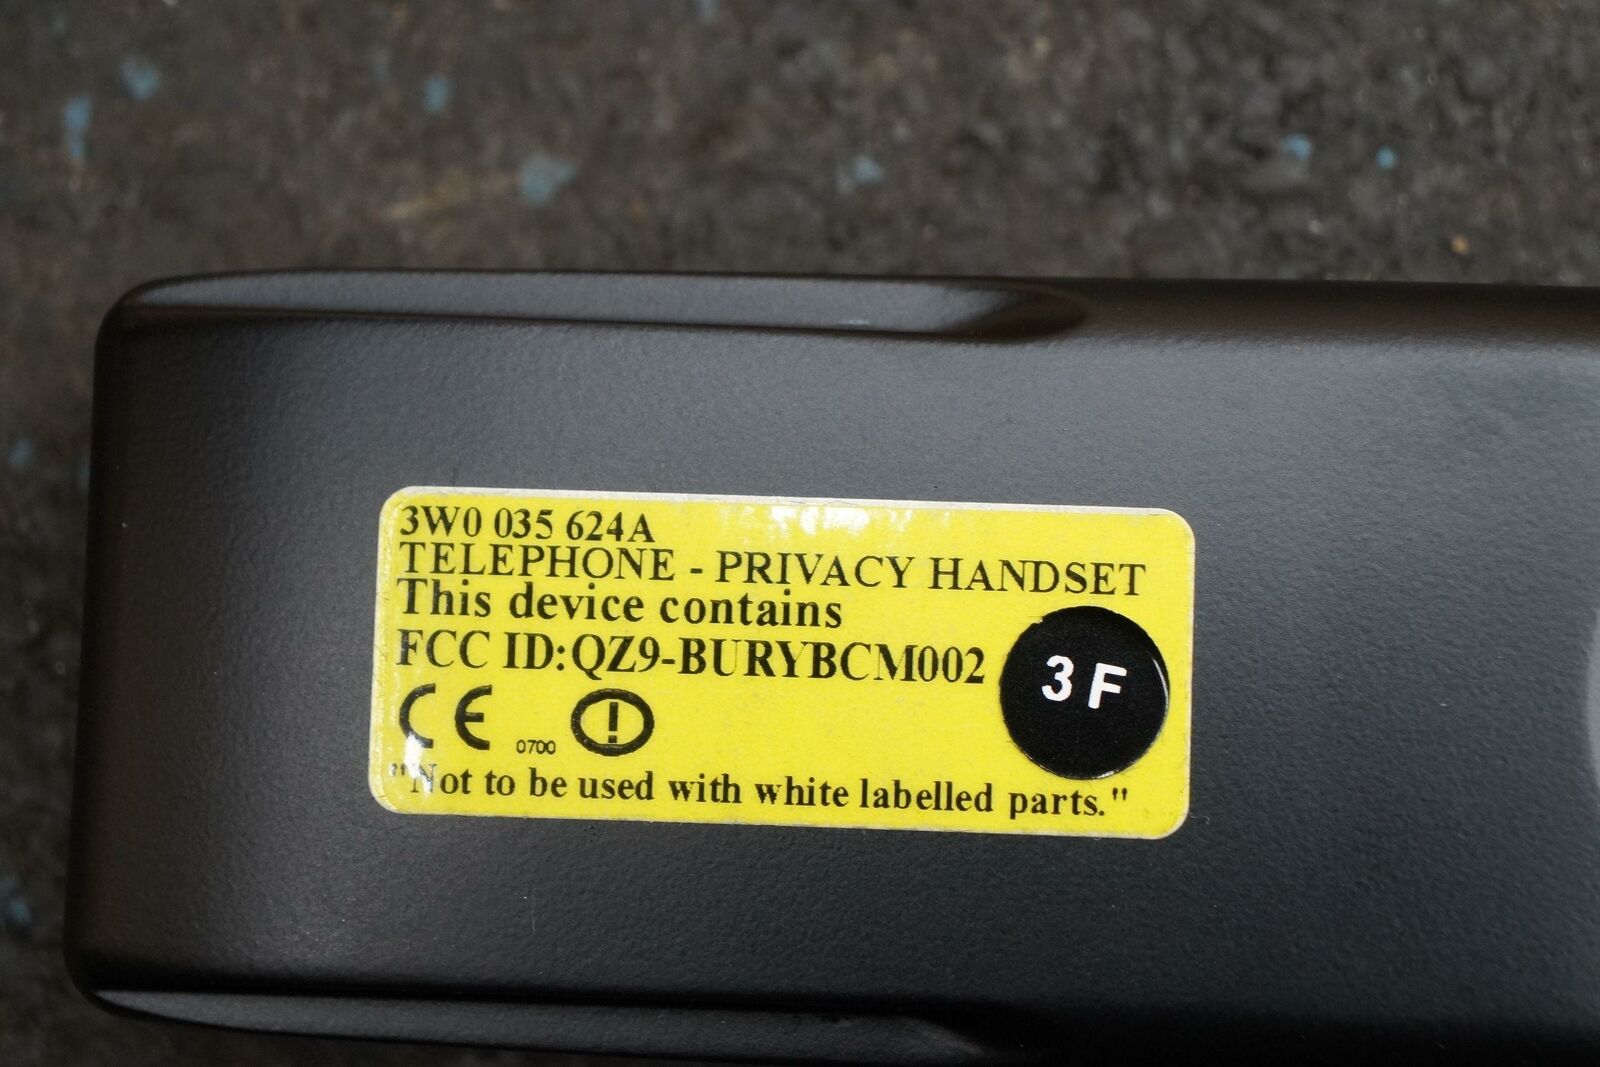 3W0 035 624A
TELEPHONE - PRIVACY HANDSET
This device contains
FCC ID:QZ9-BURYBCM002
3 F
CE 0700 !
"Not to be used with white labelled parts."